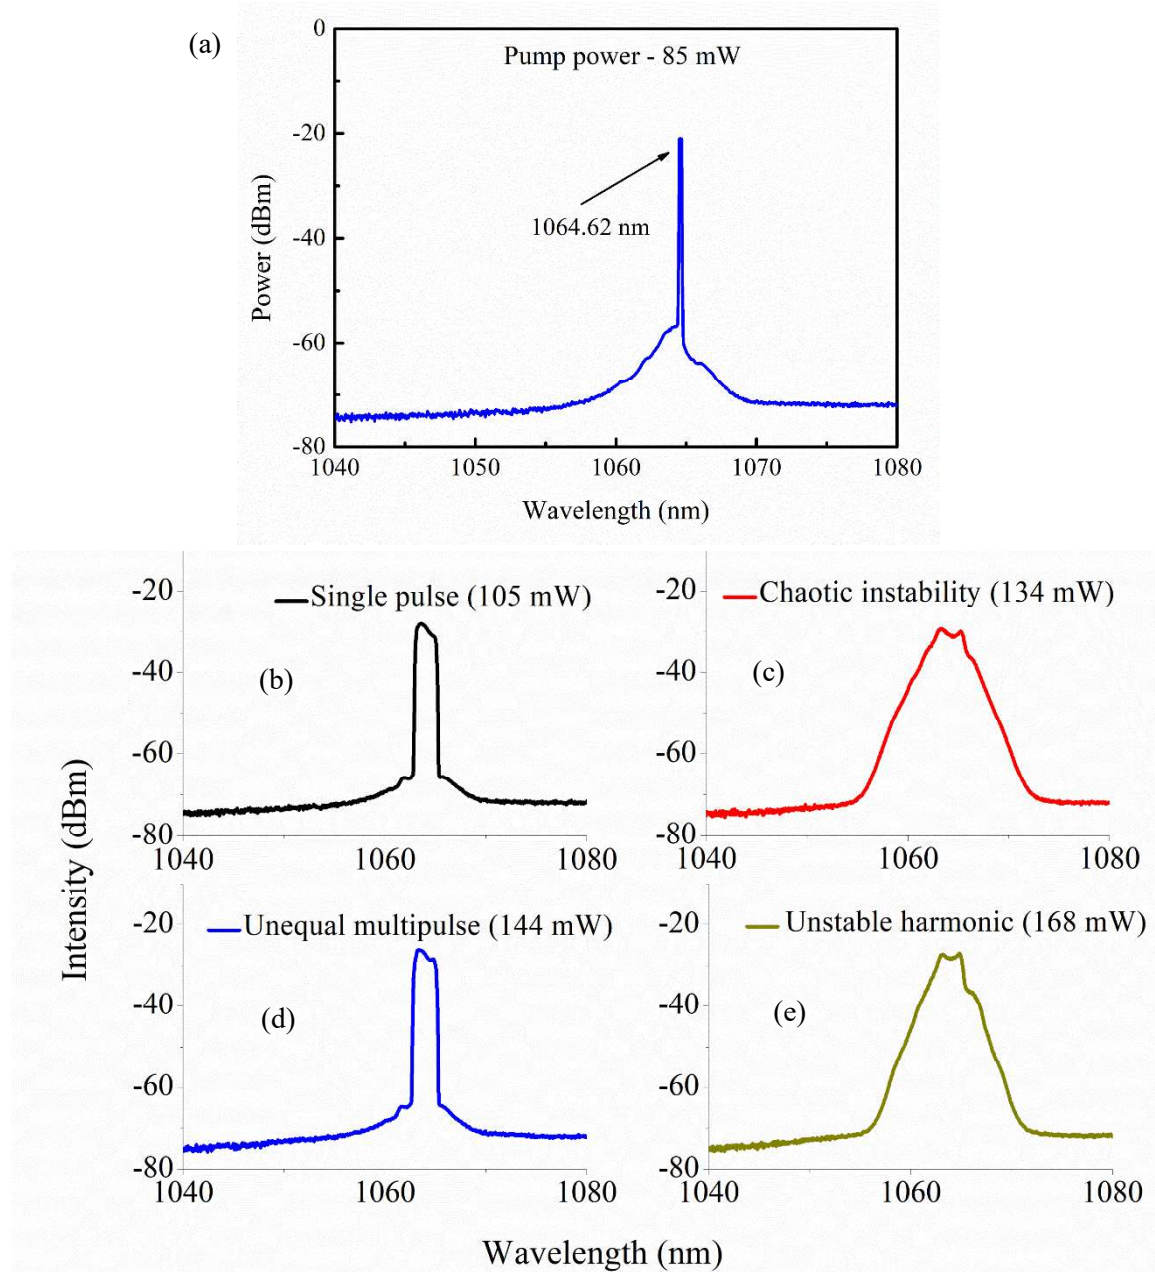 (a)
Pump power - 85 mW
0
-20
-40
-60
-80
Power (dBm)
1064.62 nm
1040 1050 1060 1070 1080
Wavelength (nm)
Intensity (dBm)
Single pulse (105 mW)
(b)
-20
-40
-60
-80
1040 1060 1080
Chaotic instability (134 mW)
(c)
-20
-40
-60
-80
1040 1060 1080
Unequal multipulse (144 mW)
(d)
-20
-40
-60
-80
1040 1060 1080
Unstable harmonic (168 mW)
(e)
-20
-40
-60
-80
1040 1060 1080
Wavelength (nm)